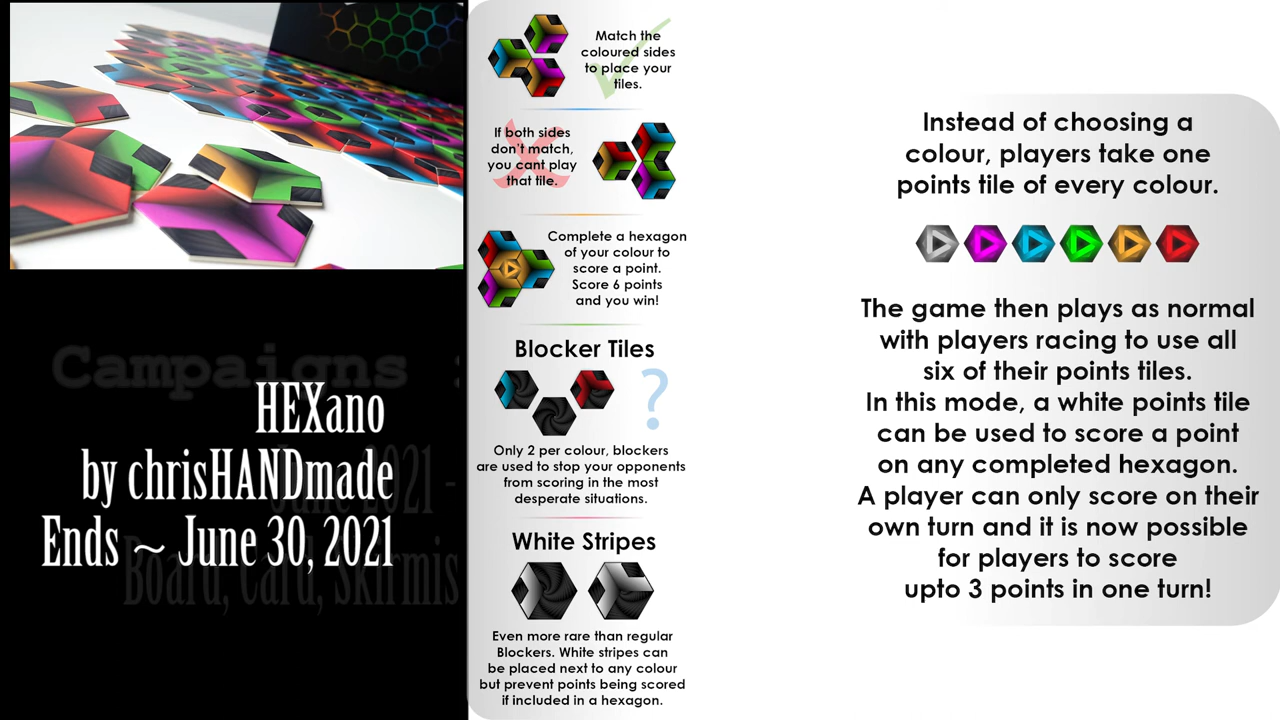 Campaigns :
HEXano
by chrisHANDmade
Ends ~ June 30, 2021
June 2021 -
Board, Card, Skirmis
Match the
coloured sides
to place your
tiles.
If both sides
don't match,
you cant play
that tile.
Complete a hexagon
of your colour to
score a point.
Score 6 points
and you win!
Blocker Tiles
?
Only 2 per colour, blockers
are used to stop your opponents
from scoring in the most
desperate situations.
White Stripes
Even more rare than regular
Blockers. White stripes can
be placed next to any colour
but prevent points being scored
if included in a hexagon.
Instead of choosing a
colour, players take one
points tile of every colour.
The game then plays as normal
with players racing to use all
six of their points tiles.
In this mode, a white points tile
can be used to score a point
on any completed hexagon.
A player can only score on their
own turn and it is now possible
for players to score
upto 3 points in one turn!